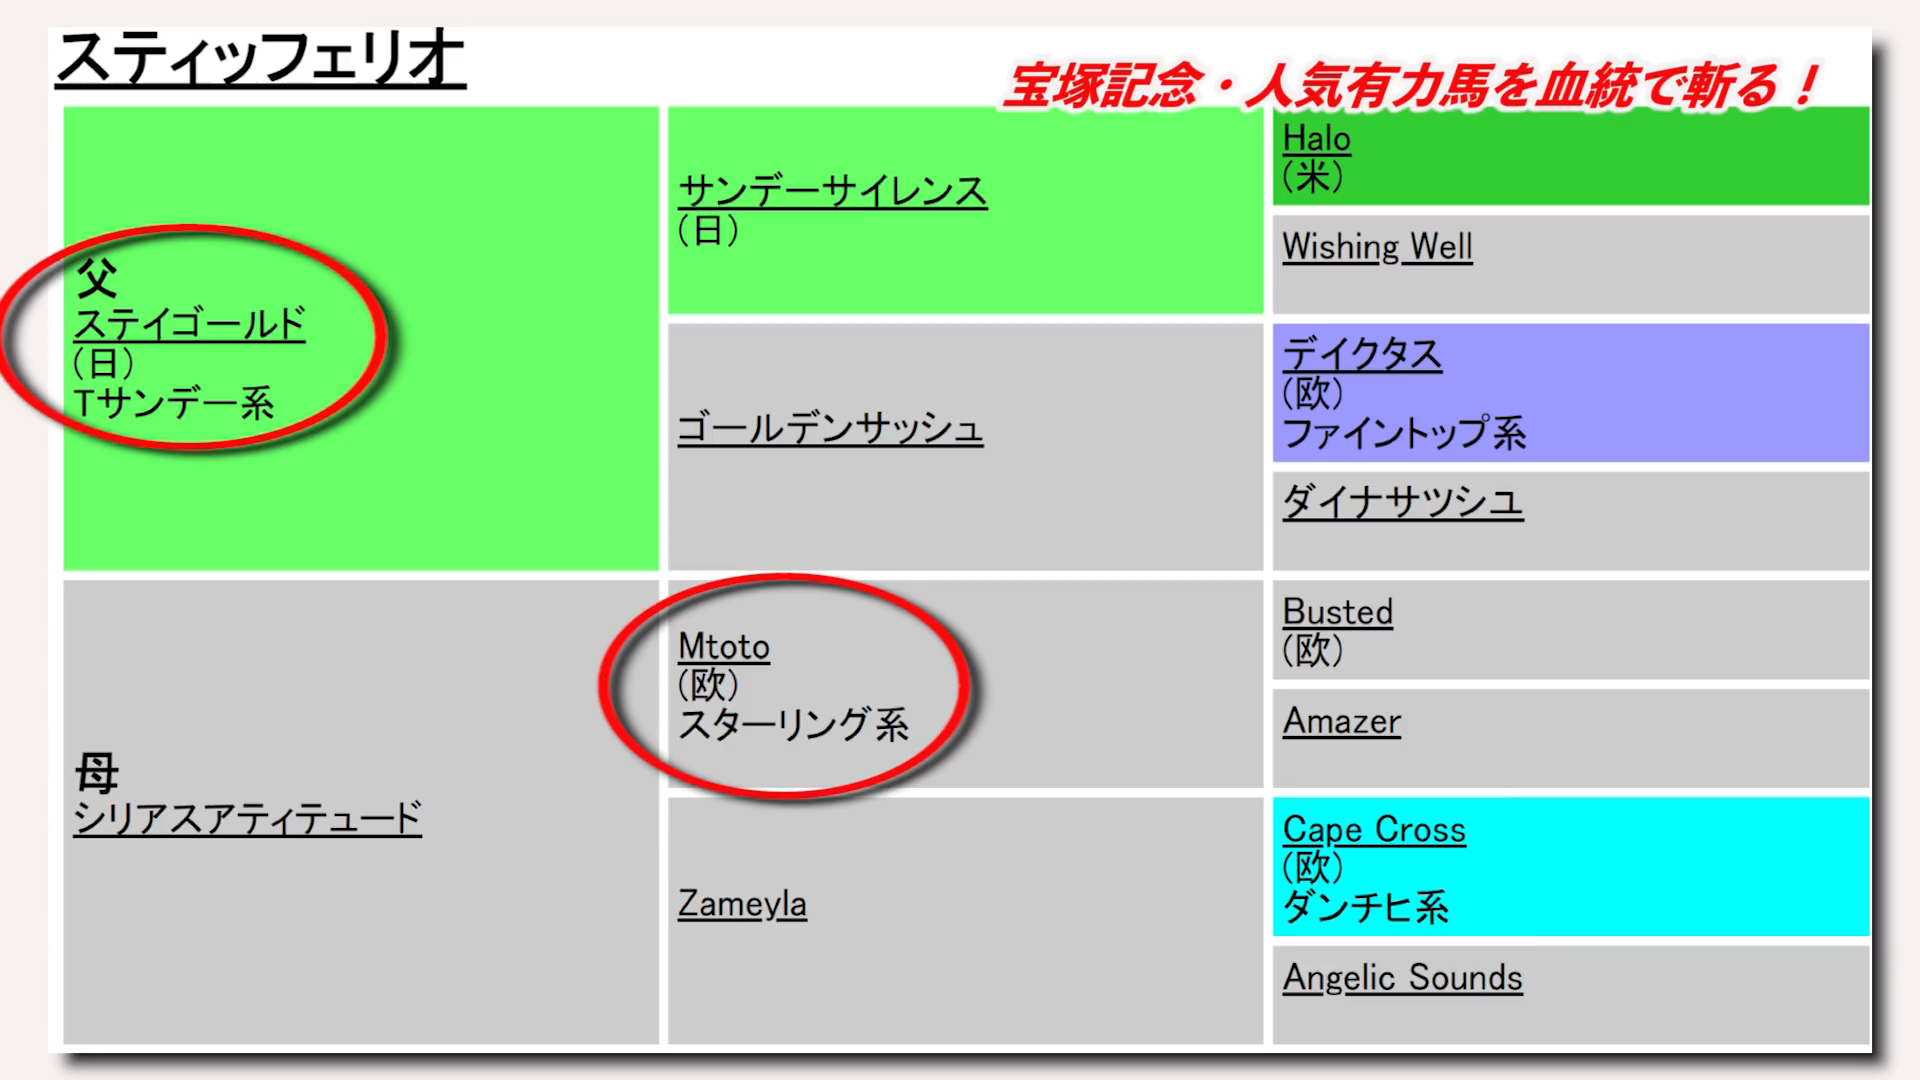 スティッフェリオ
宝塚記念・人気有力馬を血統で斬る！
父
ステイゴールド
(日)
Tサンデー系
サンデーサイレンス
(日)
Halo
(米)
Wishing Well
ゴールデンサッシュ
デイクタス
(欧)
ファイントップ系
ダイナサツシユ
母
シリアスアティテュード
Mtoto
(欧)
スターリング系
Busted
(欧)
Amazer
Zameyla
Cape Cross
(欧)
ダンチヒ系
Angelic Sounds